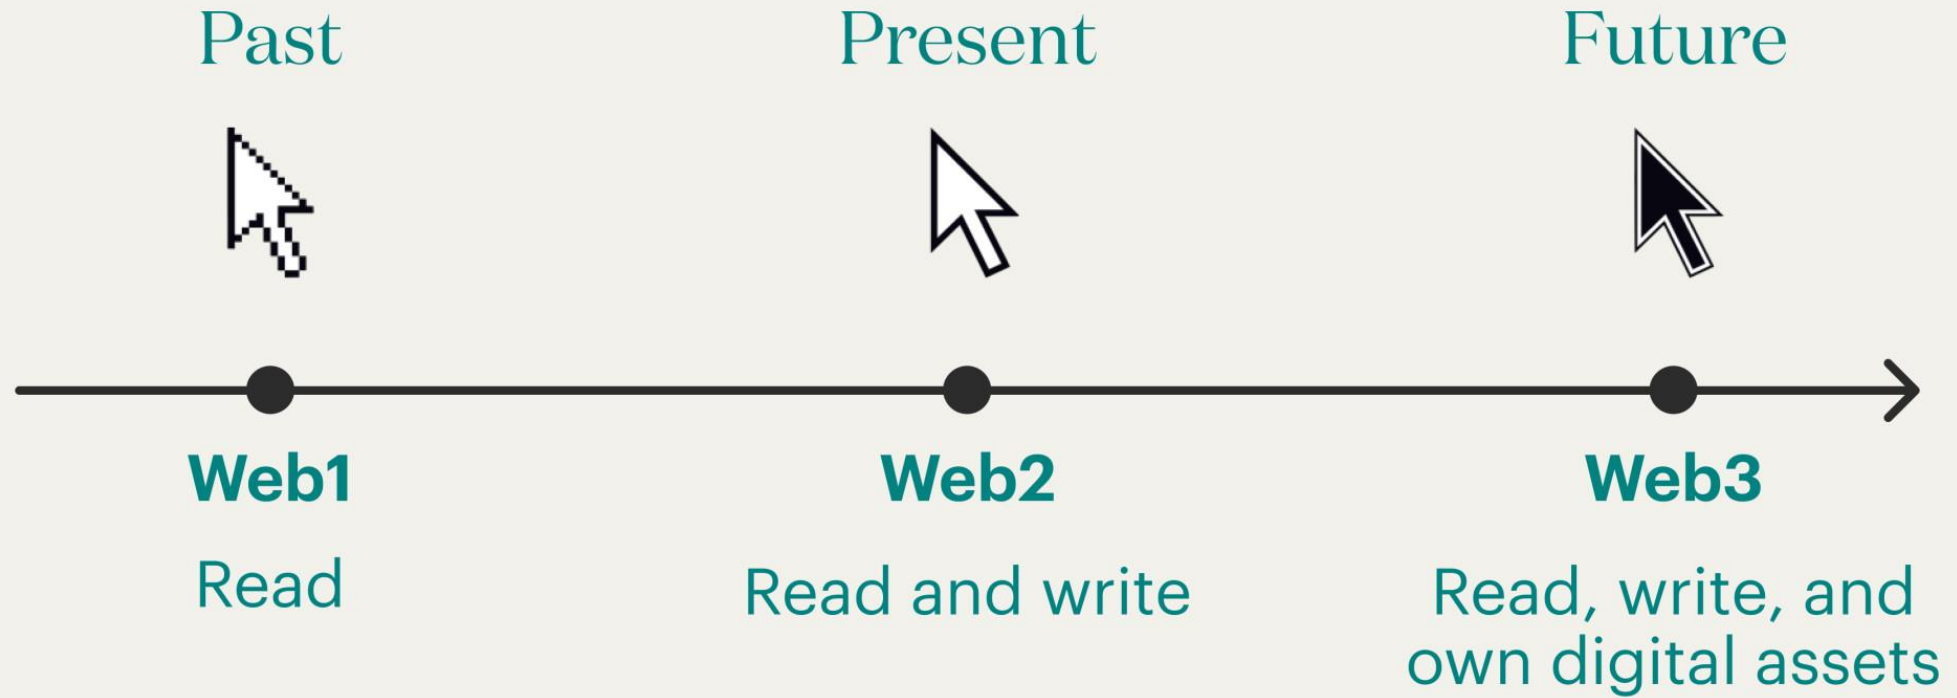 Past
Present
Future
Web1
Web2
Web3
Read
Read and write
Read, write, and
own digital assets